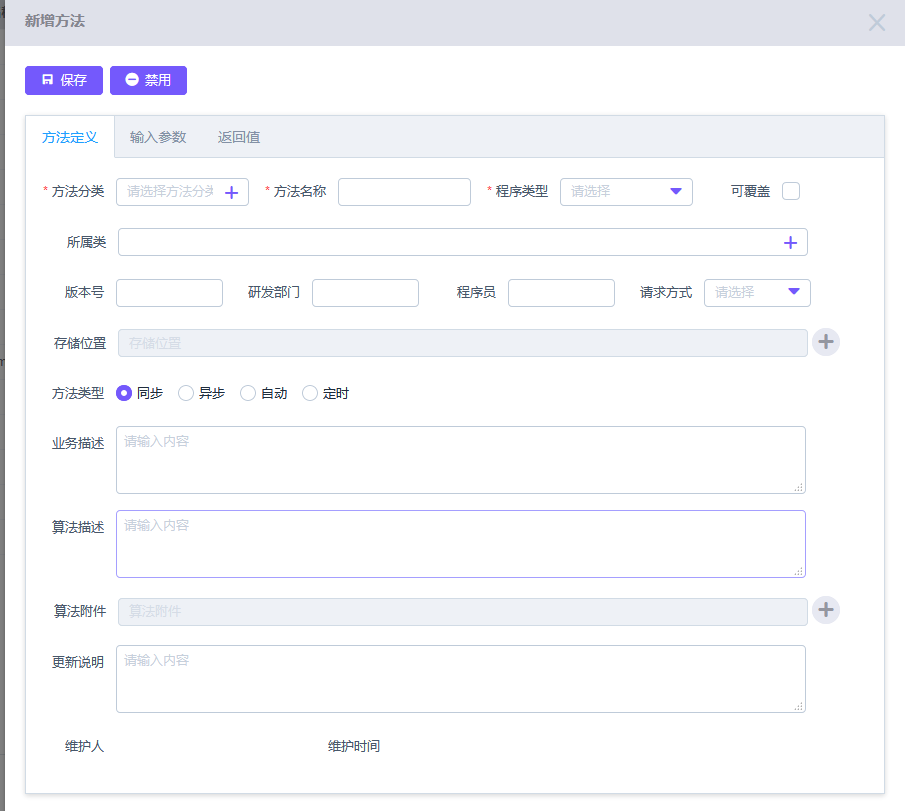 新增方法
保存 禁用
方法定义 输入参数 返回值
* 方法分类 请选择方法分类 * 方法名称 * 程序类型 请选择 可覆盖
所属类
版本号 研发部门 程序员 请求方式 请选择
存储位置 存储位置
方法类型 同步 异步 自动 定时
业务描述 请输入内容
算法描述 请输入内容
算法附件 算法附件
更新说明 请输入内容
维护人 维护时间